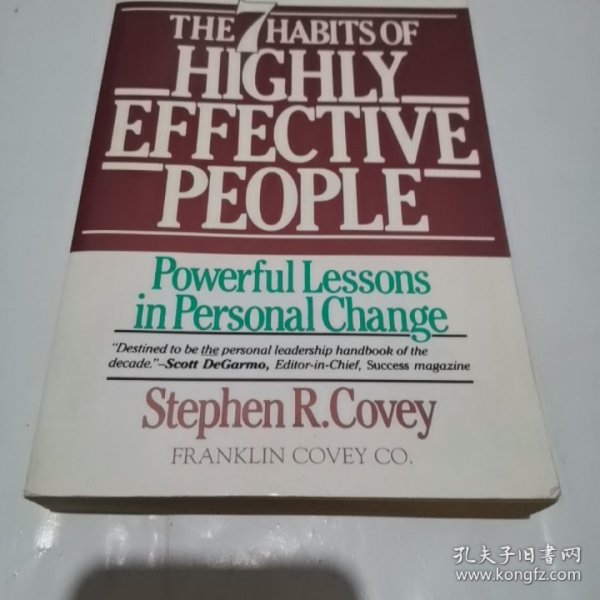 THE 7 HABITS OF
HIGHLY
EFFECTIVE
PEOPLE
Powerful Lessons
in Personal Change
"Destined to be the personal leadership handbook of the
decade."–Scott DeGarmo, Editor-in-Chief, Success magazine
Stephen R. Covey
FRANKLIN COVEY CO.
孔夫子旧书网
www.kongfz.com